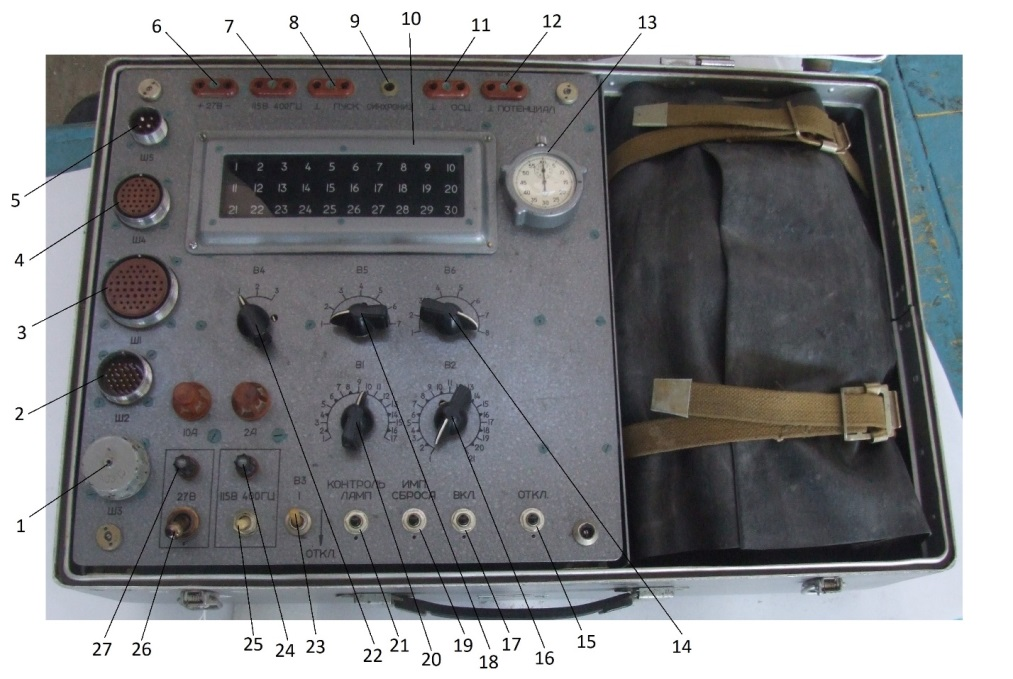 6 7 8 9 10 11 12 13
+ 27В - 115В 400ГЦ ⊥ ПУСК СИНХРОНИЗ ⊥ ОСЦ ⊥ ПОТЕНЦИАЛ
5
Ш5
1 2 3 4 5 6 7 8 9 10
11 12 13 14 15 16 17 18 19 20
21 22 23 24 25 26 27 28 29 30
4
Ш4
В4 В5 В6
1 2 3
3
Ш1
В1 В2
2
Ш2
10А 2А
1
Ш3
27В 115В 400ГЦ
В3
КОНТРОЛЬ
ЛАМП
ИМП.
СБРОСА
ВКЛ.
ОТКЛ.
ОТКЛ.
27 26 25 24 23 22 21 20 19 18 17 16 15 14